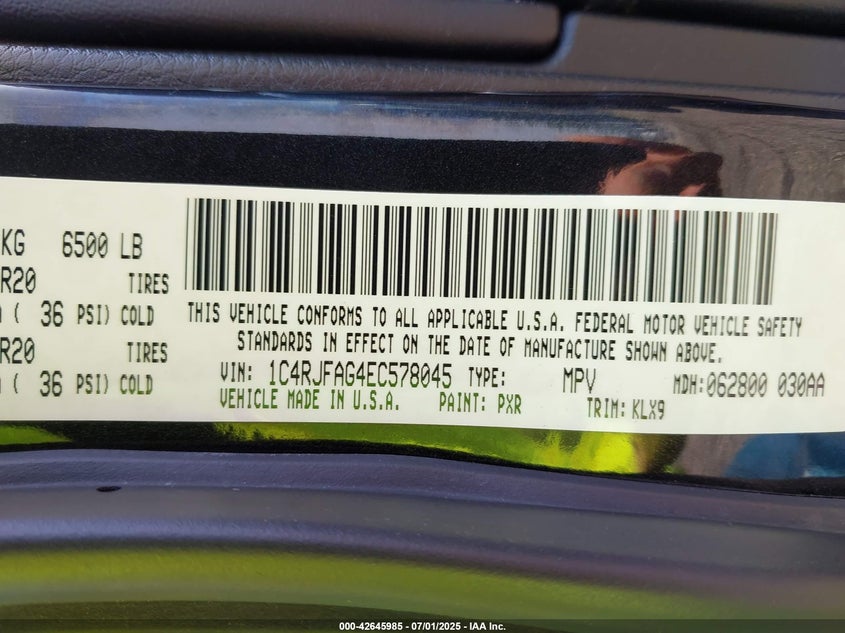 KG 6500 LB
R20 TIRES
( 36 PSI) COLD
R20 TIRES
( 36 PSI) COLD
THIS VEHICLE CONFORMS TO ALL APPLICABLE U.S.A. FEDERAL MOTOR VEHICLE SAFETY
STANDARDS IN EFFECT ON THE DATE OF MANUFACTURE SHOWN ABOVE.
VIN: 1C4RJFAG4EC578045 TYPE: MPV MDH:062800 030AA
VEHICLE MADE IN U.S.A. PAINT: PXR TRIM: KLX9
000-42645985 - 07/01/2025 - IAA Inc.